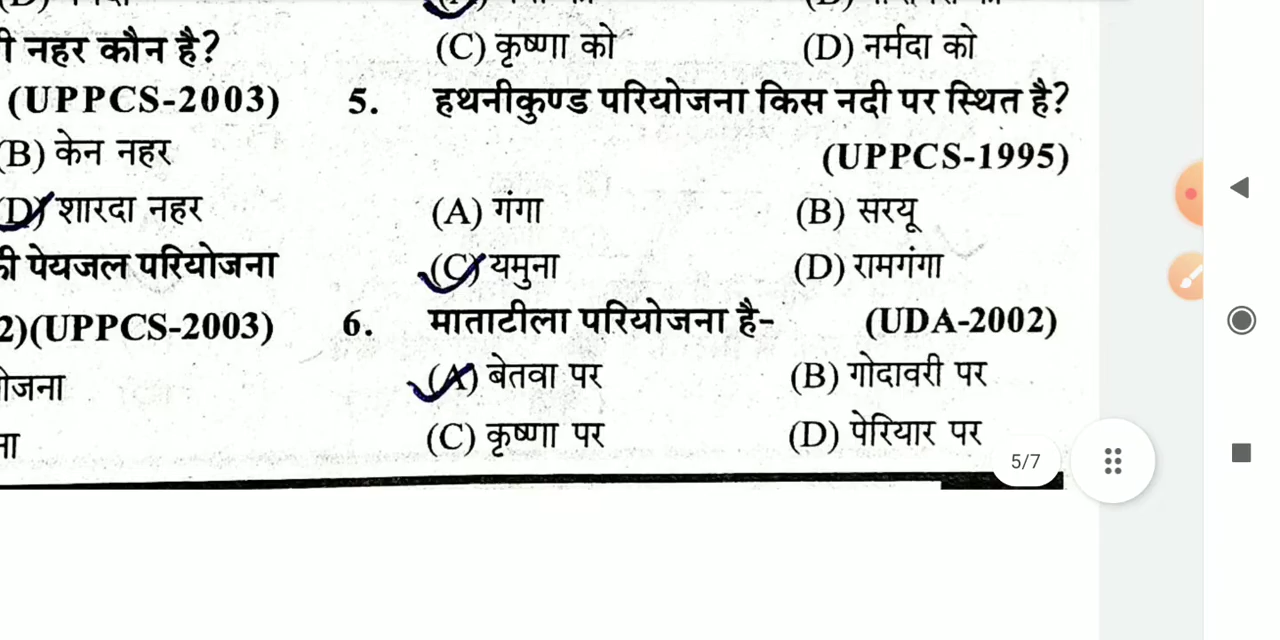 ी नहर कौन है?
(UPPCS-2003)
(B) केन नहर
(D) शारदा नहर
की पेयजल परियोजना
2)(UPPCS-2003)
ोजना
(C) कृष्णा को (D) नर्मदा को
5. हथनीकुण्ड परियोजना किस नदी पर स्थित है?
(UPPCS-1995)
(A) गंगा (B) सरयू
(C) यमुना (D) रामगंगा
6. माताटीला परियोजना है- (UDA-2002)
(A) बेतवा पर (B) गोदावरी पर
(C) कृष्णा पर (D) पेरियार पर
5/7